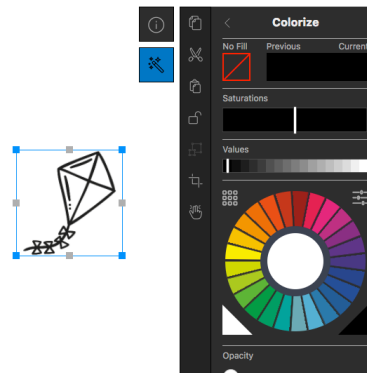 Colorize
No Fill Previous Current
Saturations
Values
Opacity